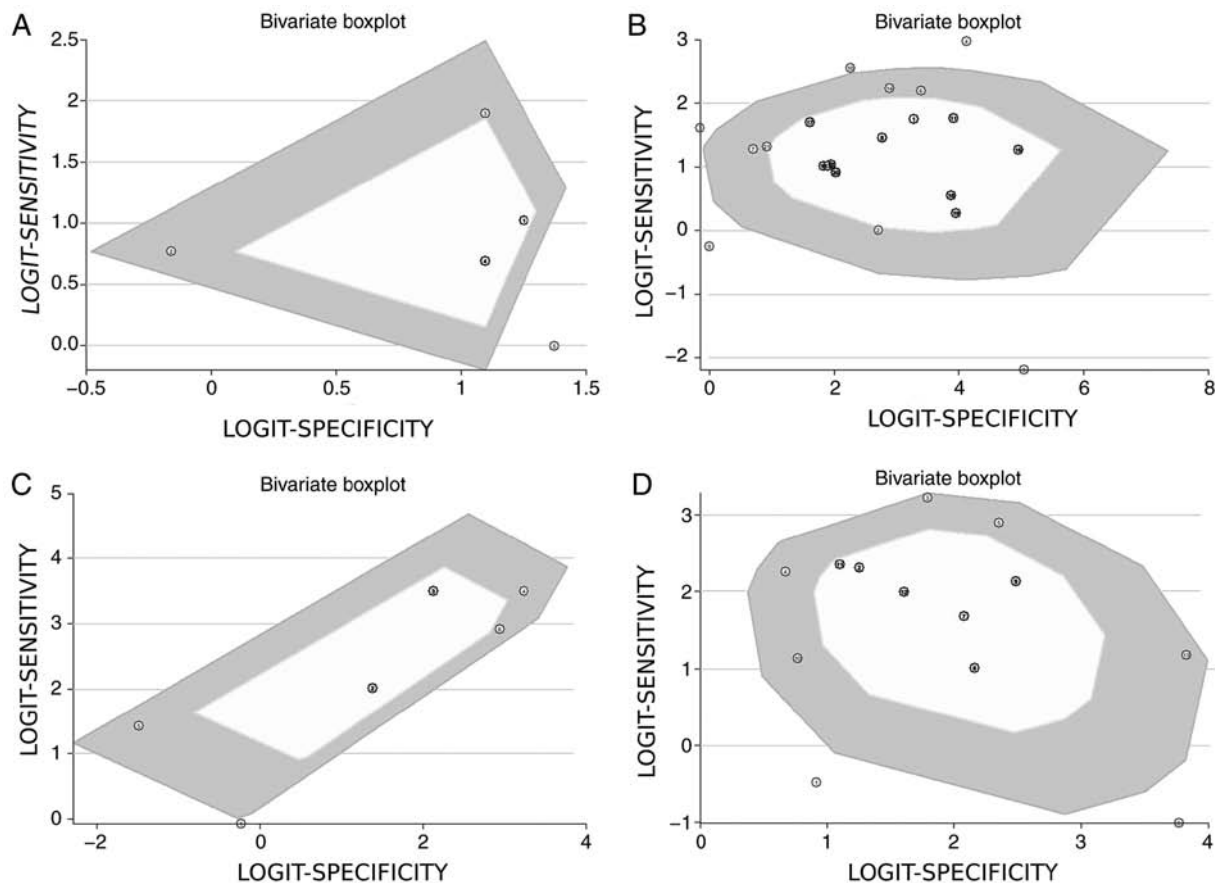 A
Bivariate boxplot
2.5
2
1.5
1.0
0.5
0.0
LOGIT-SENSITIVITY
−0.5 0 0.5 1 1.5
LOGIT-SPECIFICITY
B
Bivariate boxplot
3
2
1
0
−1
−2
LOGIT-SENSITIVITY
0 2 4 6 8
LOGIT-SPECIFICITY
C
Bivariate boxplot
5
4
3
2
1
0
LOGIT-SENSITIVITY
−2 0 2 4
LOGIT-SPECIFICITY
D
Bivariate boxplot
3
2
1
0
−1
LOGIT-SENSITIVITY
0 1 2 3 4
LOGIT-SPECIFICITY